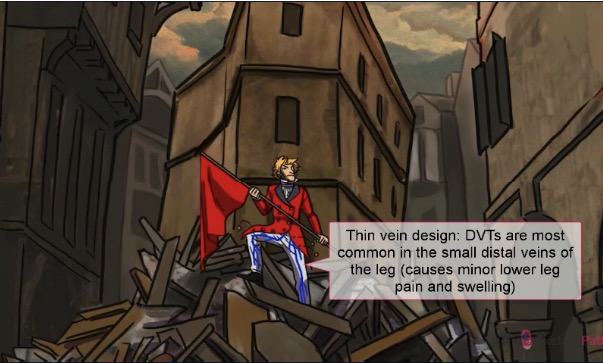 Thin vein design: DVTs are most
common in the small distal veins of
the leg (causes minor lower leg
pain and swelling)